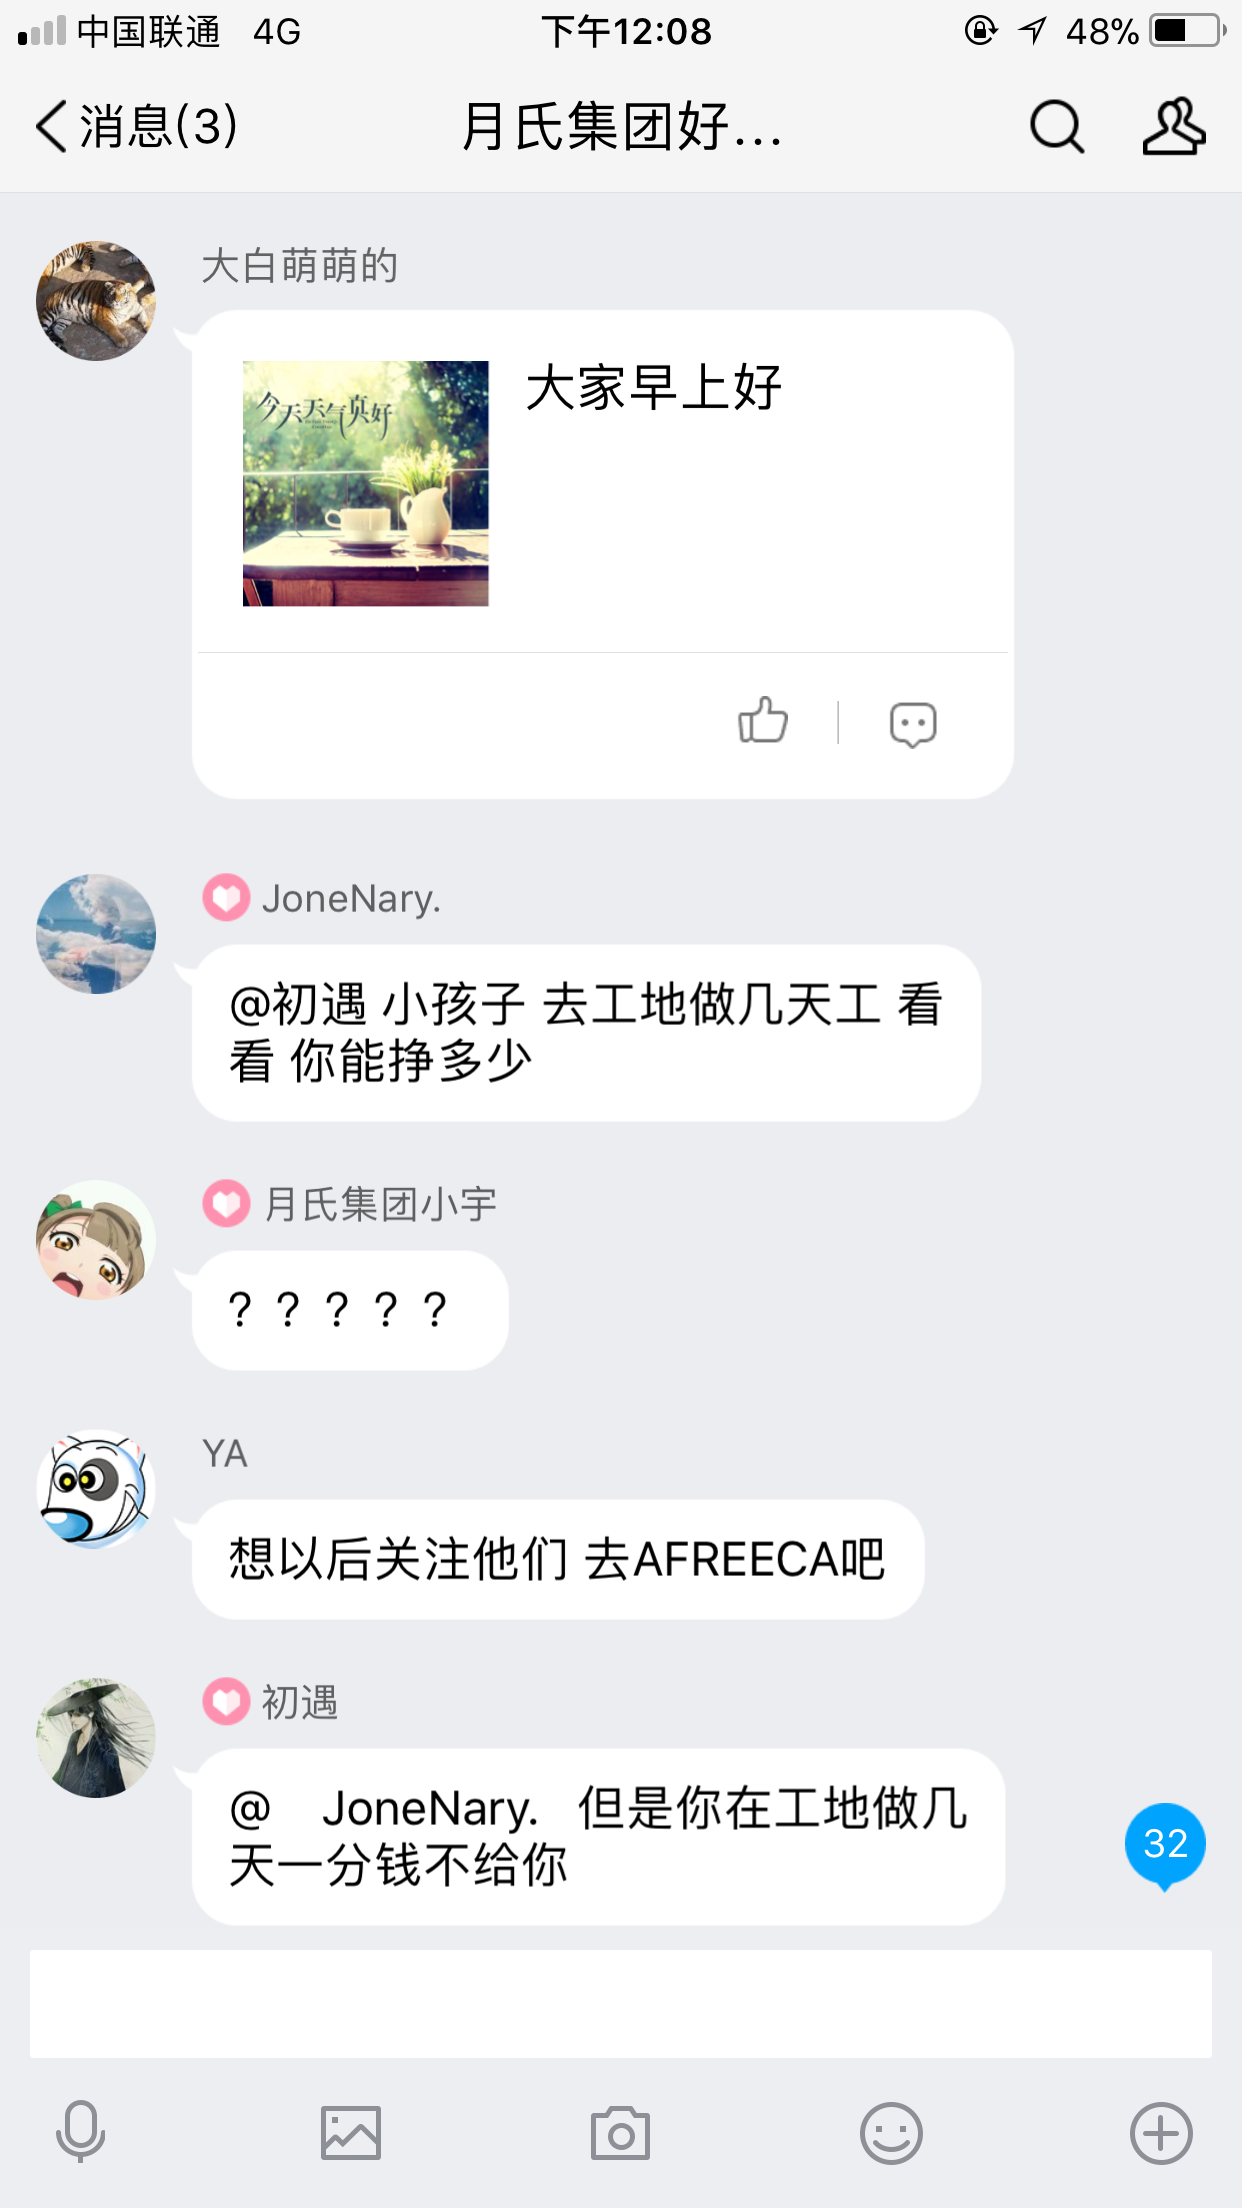 中国联通 4G 下午12:08 48%
消息(3) 月氏集团好...
大白萌萌的
今天天气真好
大家早上好
JoneNary.
@初遇 小孩子 去工地做几天工 看
看 你能挣多少
月氏集团小宇
？？？？？
YA
想以后关注他们 去AFREECA吧
初遇
@ JoneNary. 但是你在工地做几
天一分钱不给你
32